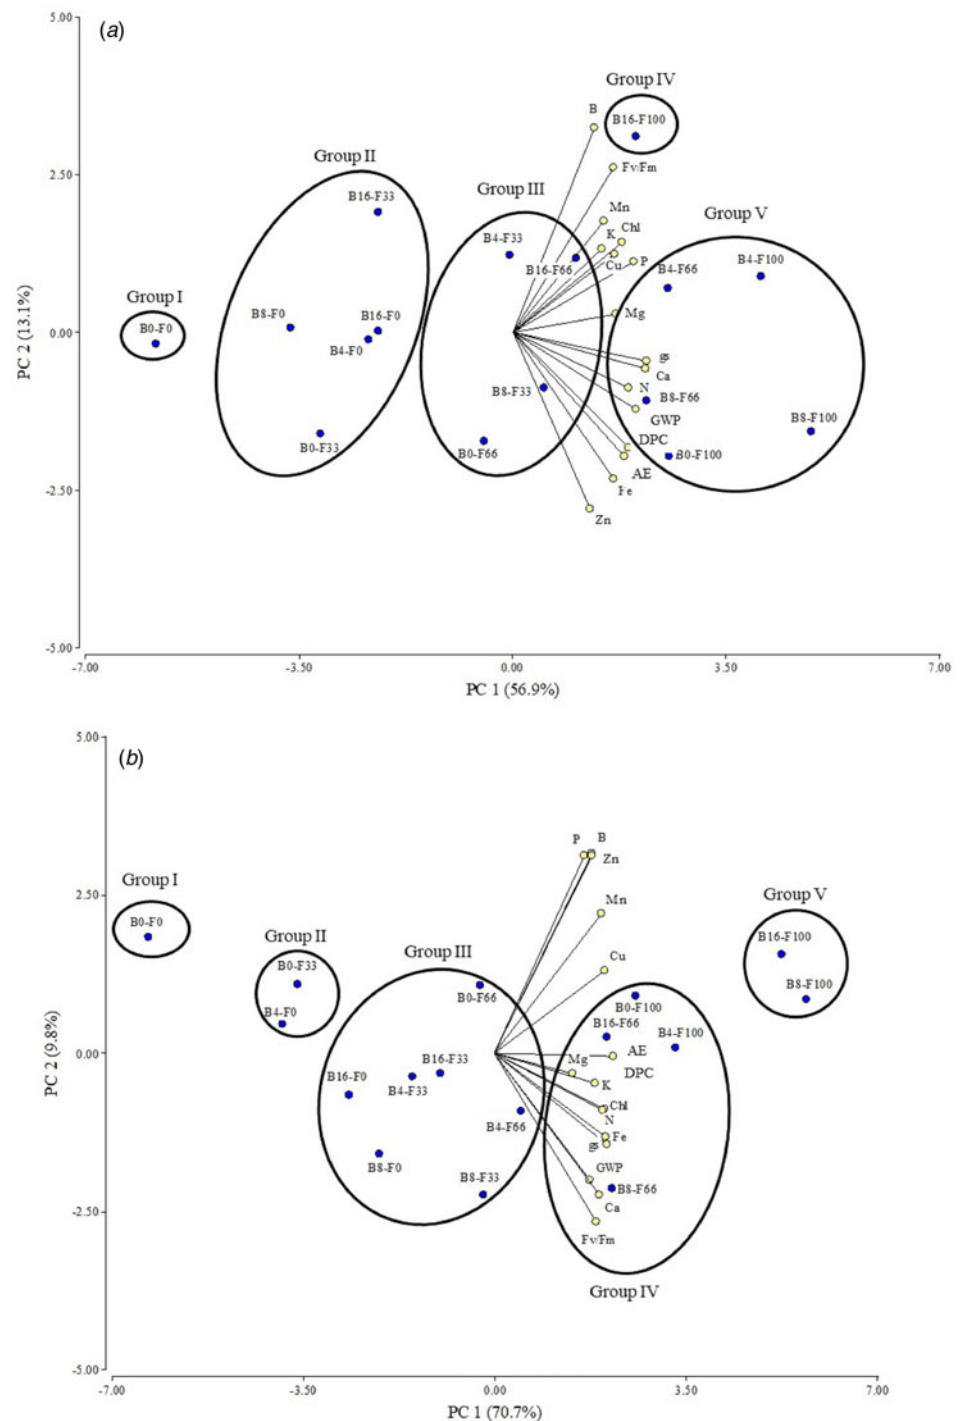 (a)
5.00
Group IV
B
B16-F100
Group II
Fv/Fm
2.50
Group III
B16-F33
Mn
Group V
K
Chl
B4-F33
B16-F66
Cu
P
B4-F66
B4-F100
Group I
B0-F0
B8-F0
B16-F0
B4-F0
Mg
0.00
gs
Ca
N
B8-F66
B8-F33
GWP
B8-F100
B0-F33
B0-F66
DPC
B0-F100
AE
Fe
-2.50
Zn
PC 2 (13.1%)
-5.00
-7.00
-3.50
0.00
3.50
7.00
PC 1 (56.9%)
5.00
(b)
P
B
Zn
Group I
2.50
Group V
B0-F0
Mn
Group II
Group III
B16-F100
B0-F33
Cu
B0-F66
B8-F100
B4-F0
B0-F100
B16-F66
B4-F100
0.00
AE
Mg
B16-F33
DPC
B16-F0
B4-F33
K
Chl
B4-F66
N
Fe
gs
B8-F0
B8-F33
GWP
B8-F66
Ca
-2.50
Fv/Fm
Group IV
PC 2 (9.8%)
-5.00
-7.00
-3.50
0.00
3.50
7.00
PC 1 (70.7%)